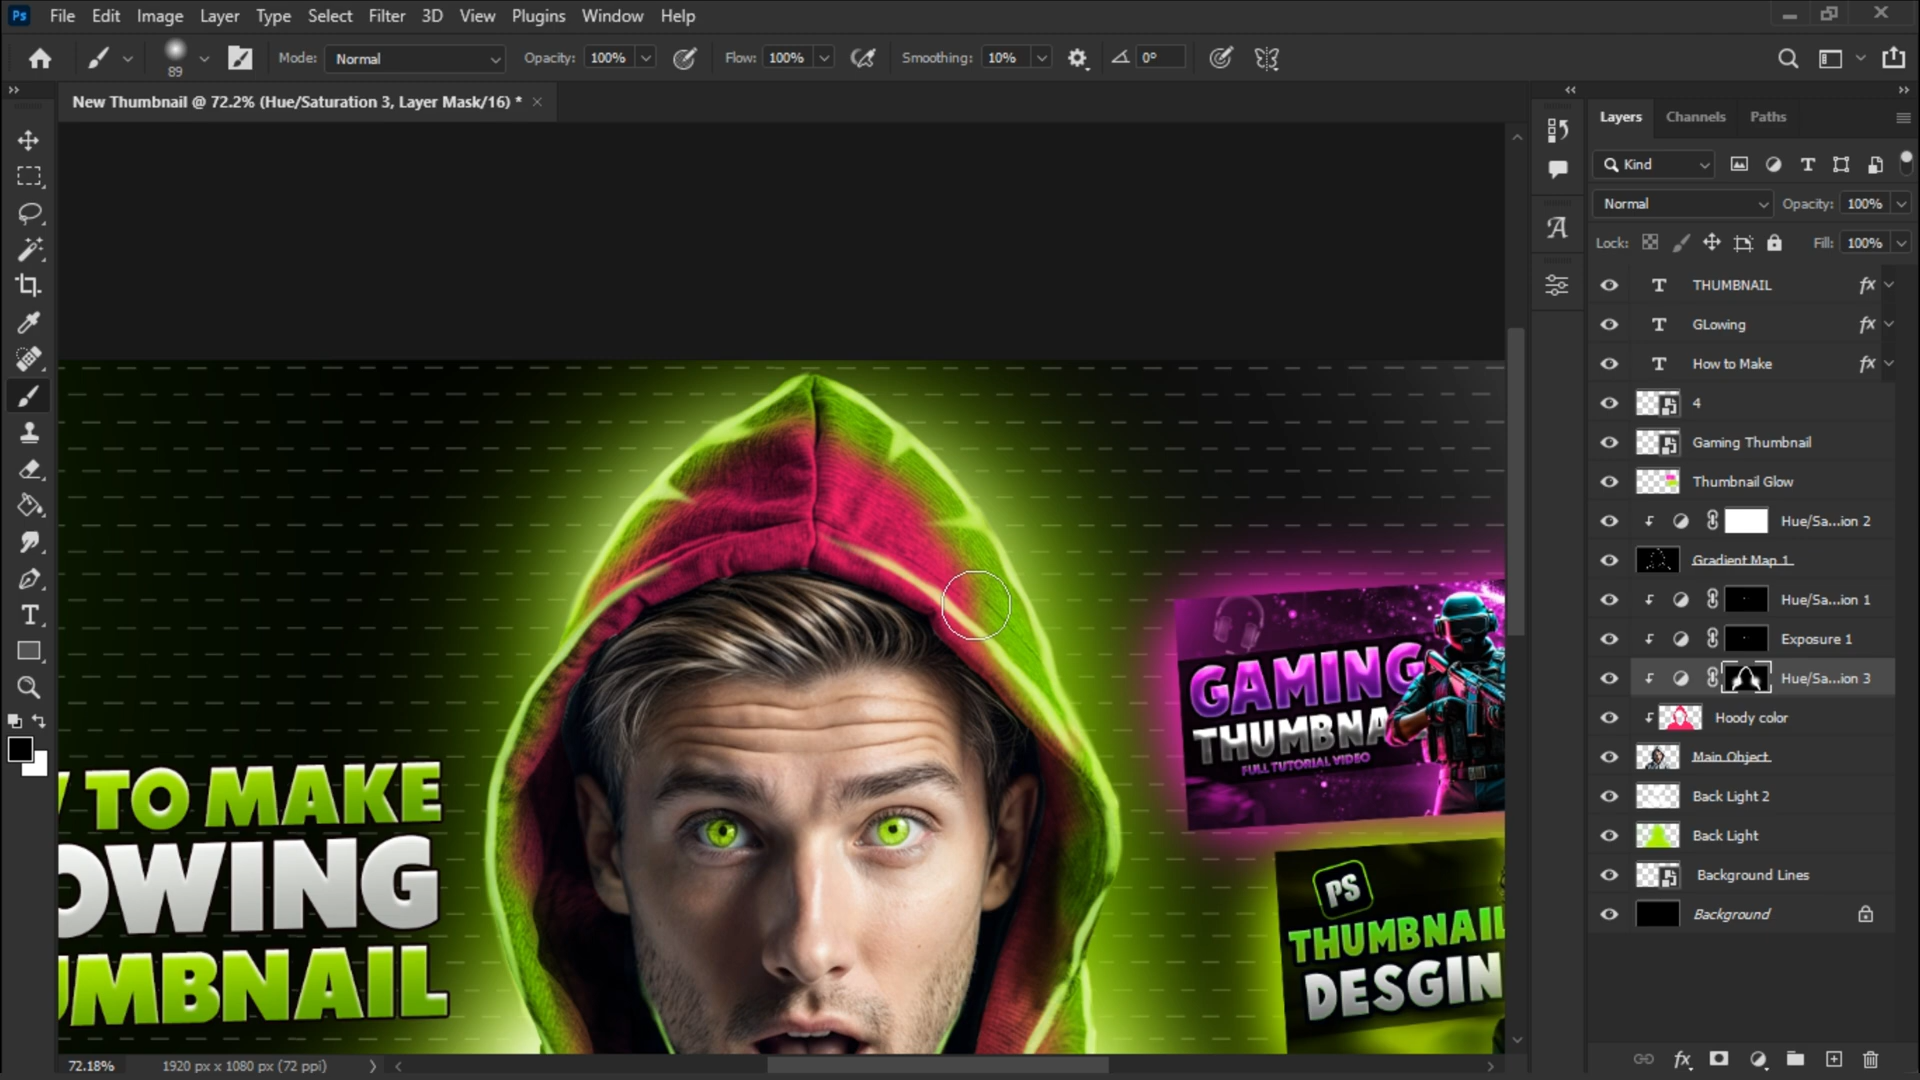 Ps File Edit Image Layer Type Select Filter 3D View Plugins Window Help
89 Mode: Normal Opacity: 100% Flow: 100% Smoothing: 10% 0°
New Thumbnail @ 72.2% (Hue/Saturation 3, Layer Mask/16) *
Layers Channels Paths
Kind
Normal Opacity: 100%
Lock: Fill: 100%
THUMBNAIL fx
GLowing fx
How to Make fx
4
Gaming Thumbnail
Thumbnail Glow
Hue/Sa...ion 2
Gradient Map 1
Hue/Sa...ion 1
Exposure 1
Hue/Sa...ion 3
Hoody color
Main Object
Back Light 2
Back Light
Background Lines
Background
TO MAKE
OWING
UMBNAIL
GAMING
THUMBNA
FULL TUTORIAL VIDEO
PS
THUMBNAIL
DESGIN
72.18% 1920 px x 1080 px (72 ppi)